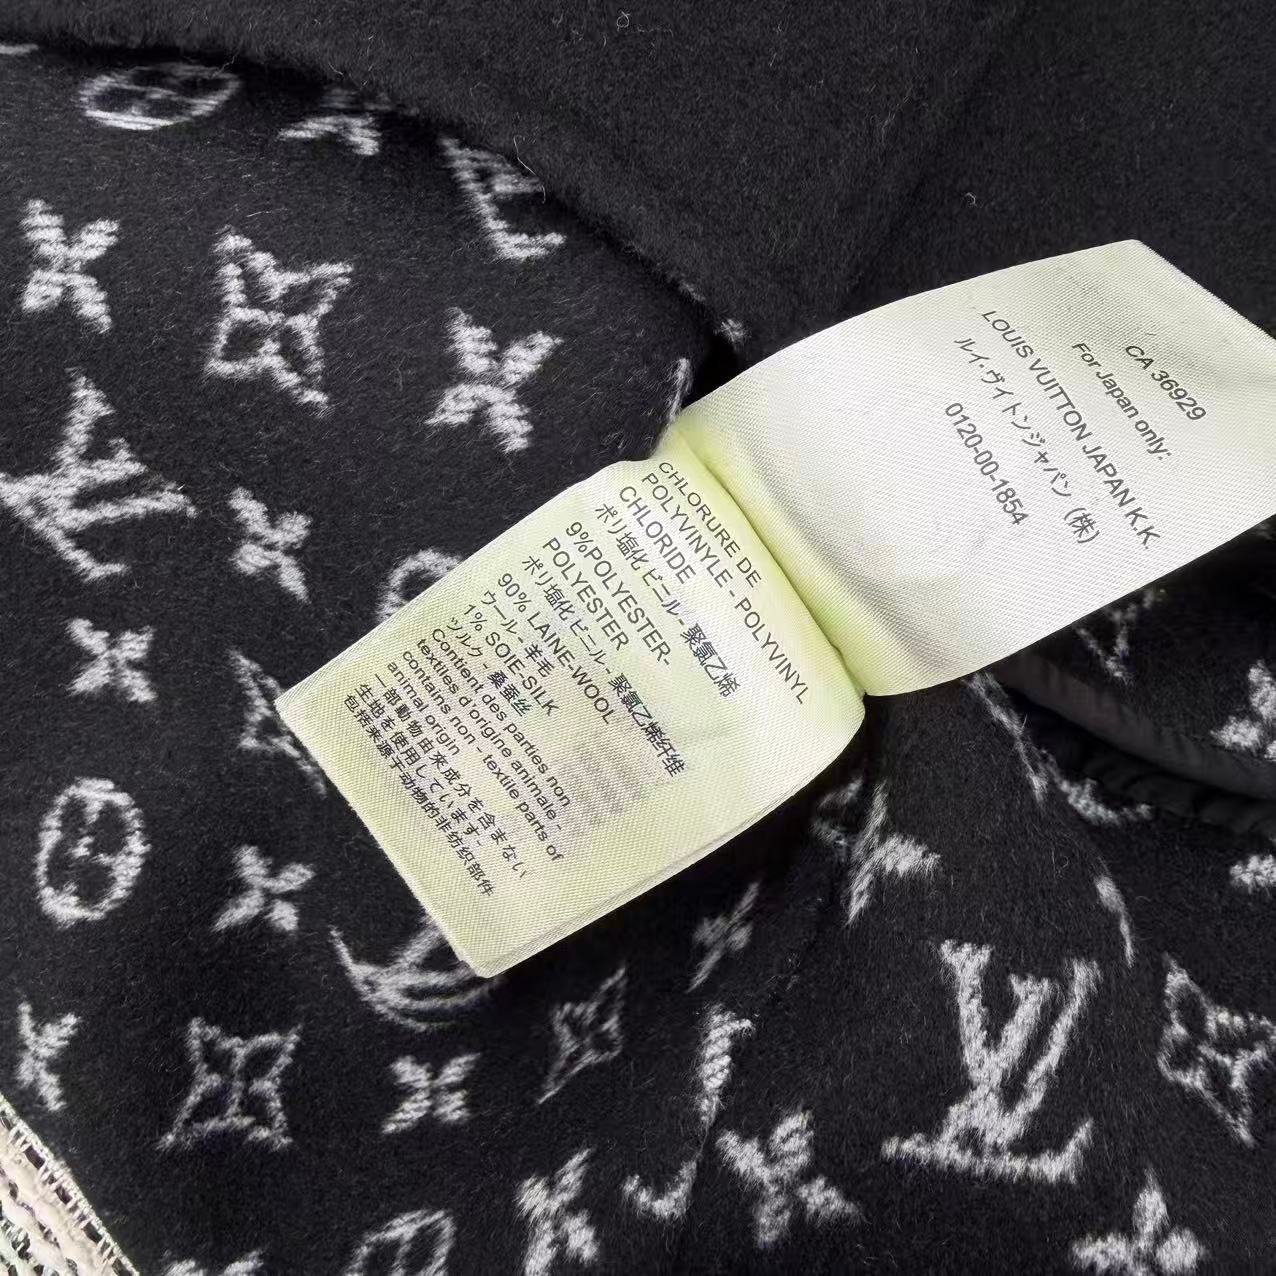 CA 36929
For Japan only:
LOUIS VUITTON JAPAN K.K.
ルイ・ヴィトンジャパン (株)
0120-00-1854
CHLORURE DE
POLYVINYLE - POLYVINYL
CHLORIDE
ポリ塩化 ビニル - 聚氯乙烯
9%POLYESTER-
POLYESTER
ポリ塩化 ビニル - 聚氯乙烯纤维
90% LAINE-WOOL
ウール - 羊毛
1% SOIE-SILK
シルク - 桑蚕丝
Contient des parties non
textiles d'origine animale -
contains non - textile parts of
animal origin
一部動物由来成分を含まない
生地を使用しています-
包括来源于动物的非纺织部件